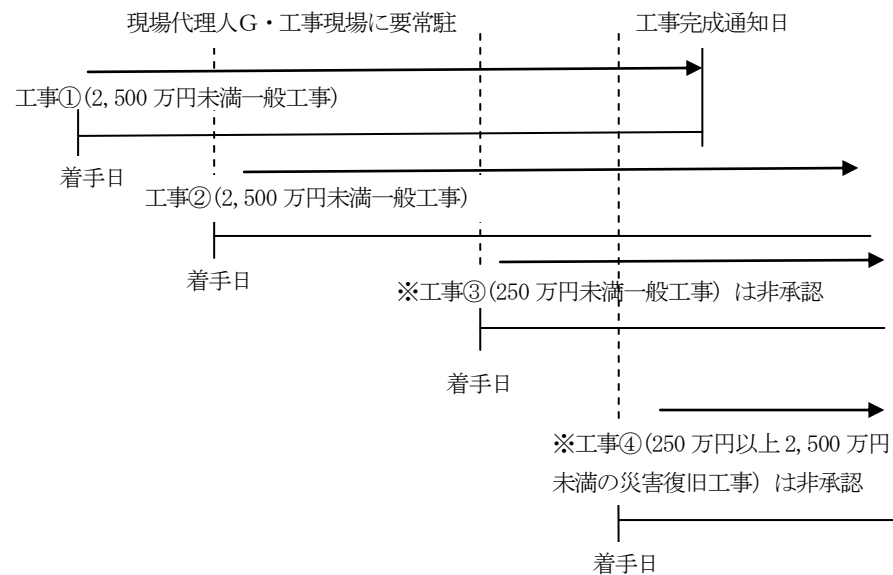 現場代理人G・工事現場に要常駐
工事完成通知日
工事①(2,500万円未満一般工事)
着手日
工事②(2,500万円未満一般工事)
着手日
※工事③(250万円未満一般工事）は非承認
着手日
※工事④(250万円以上2,500万円
未満の災害復旧工事）は非承認
着手日